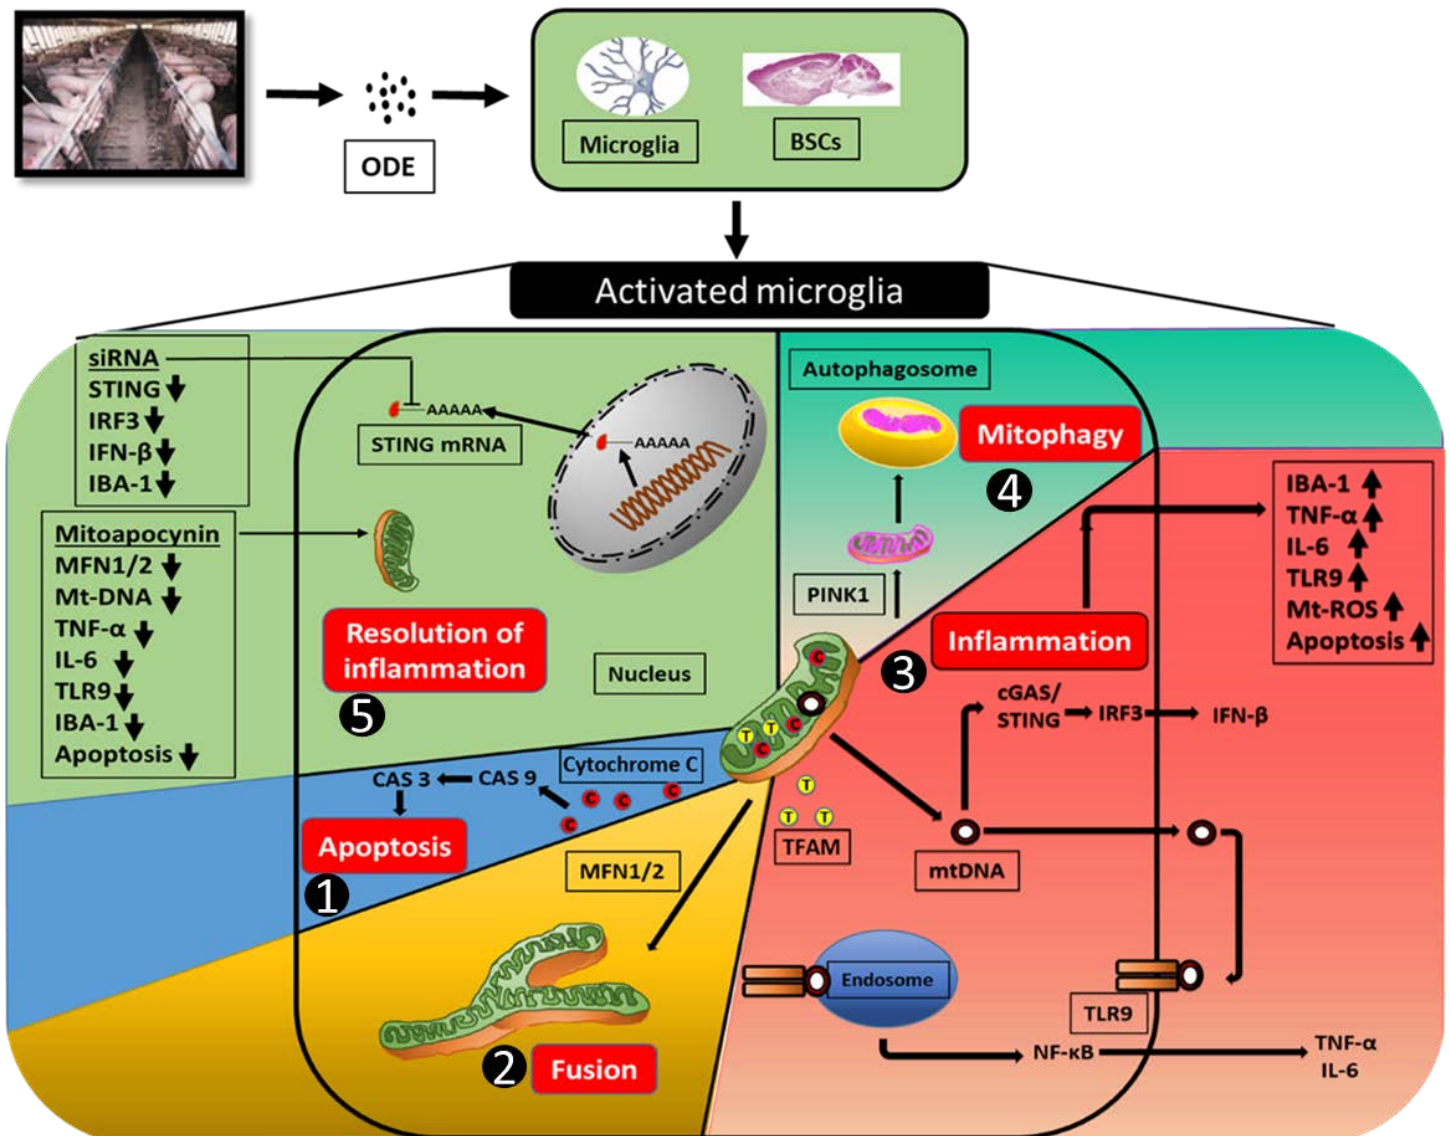 ODE
Microglia
BSCs
Activated microglia
siRNA
STING
IRF3
IFN-β
IBA-1
AAAAA
STING mRNA
AAAAA
Mitoapocynin
MFN1/2
Mt-DNA
TNF-α
IL-6
TLR9
IBA-1
Apoptosis
Resolution of
inflammation
5
Nucleus
Autophagosome
Mitophagy
4
PINK1
Inflammation
3
IBA-1
TNF-α
IL-6
TLR9
Mt-ROS
Apoptosis
cGAS/
STING
IRF3
IFN-β
C
C
T
T
C
Cytochrome C
CAS 9
CAS 3
C
C
C
C
Apoptosis
1
T
T
T
TFAM
mtDNA
MFN1/2
2
Fusion
Endosome
TLR9
NF-κB
TNF-α
IL-6